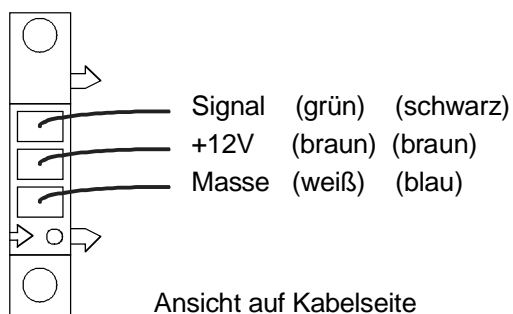 Signal (grün) (schwarz)
+12V (braun) (braun)
Masse (weiß) (blau)
Ansicht auf Kabelseite